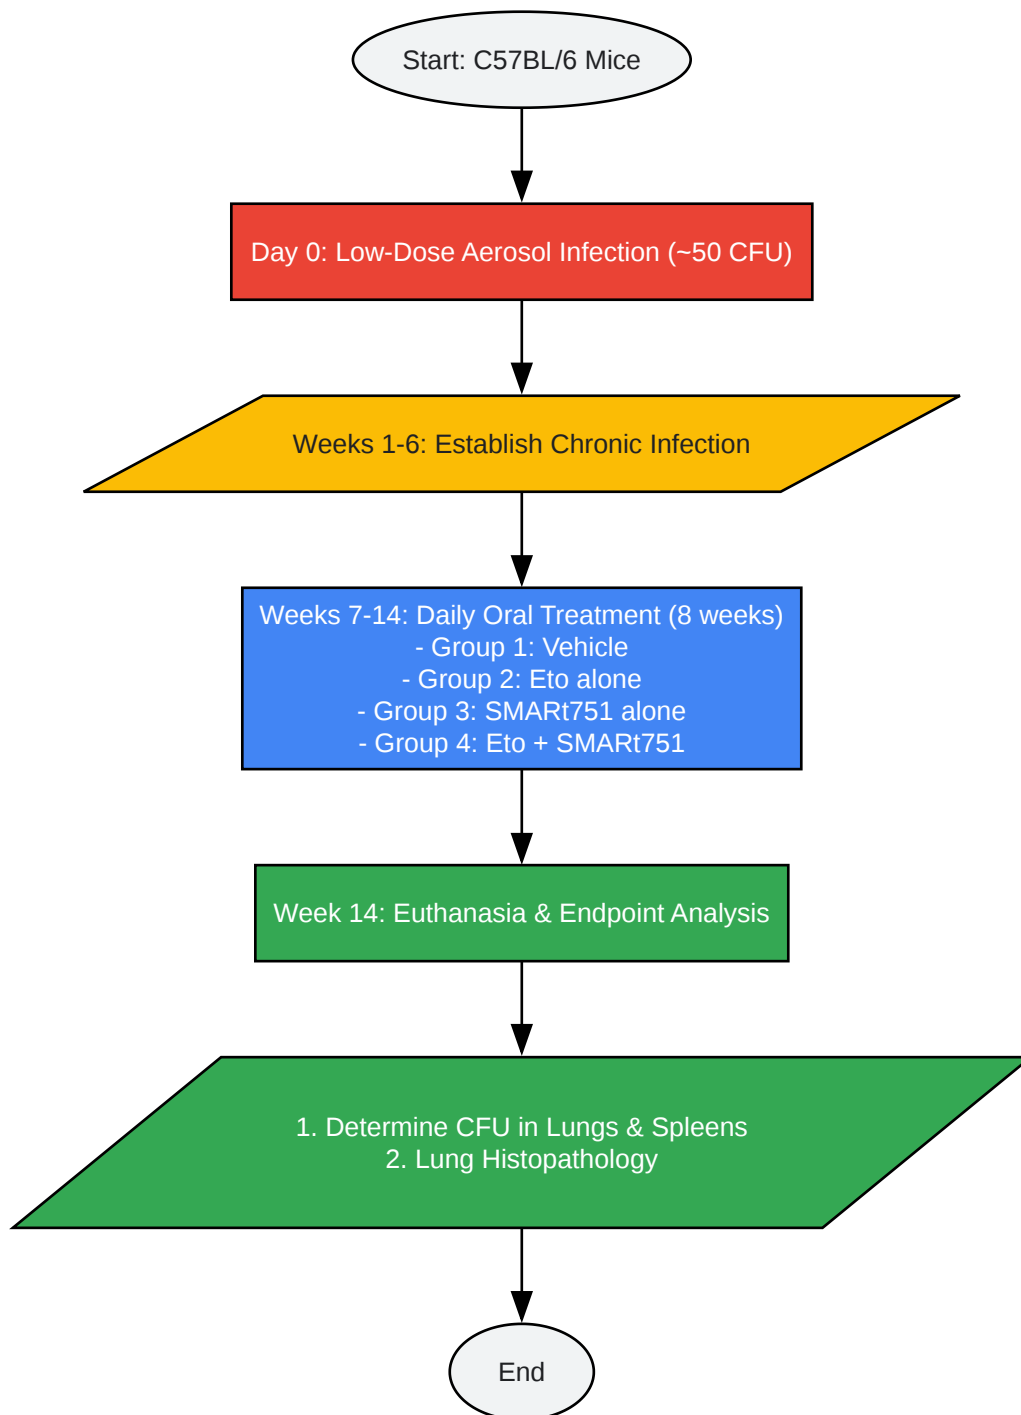 Start: C57BL/6 Mice
Day 0: Low-Dose Aerosol Infection (~50 CFU)
Weeks 1-6: Establish Chronic Infection
Weeks 7-14: Daily Oral Treatment (8 weeks)
- Group 1: Vehicle
- Group 2: Eto alone
- Group 3: SMARt751 alone
- Group 4: Eto + SMARt751
Week 14: Euthanasia & Endpoint Analysis
1. Determine CFU in Lungs & Spleens
2. Lung Histopathology
End